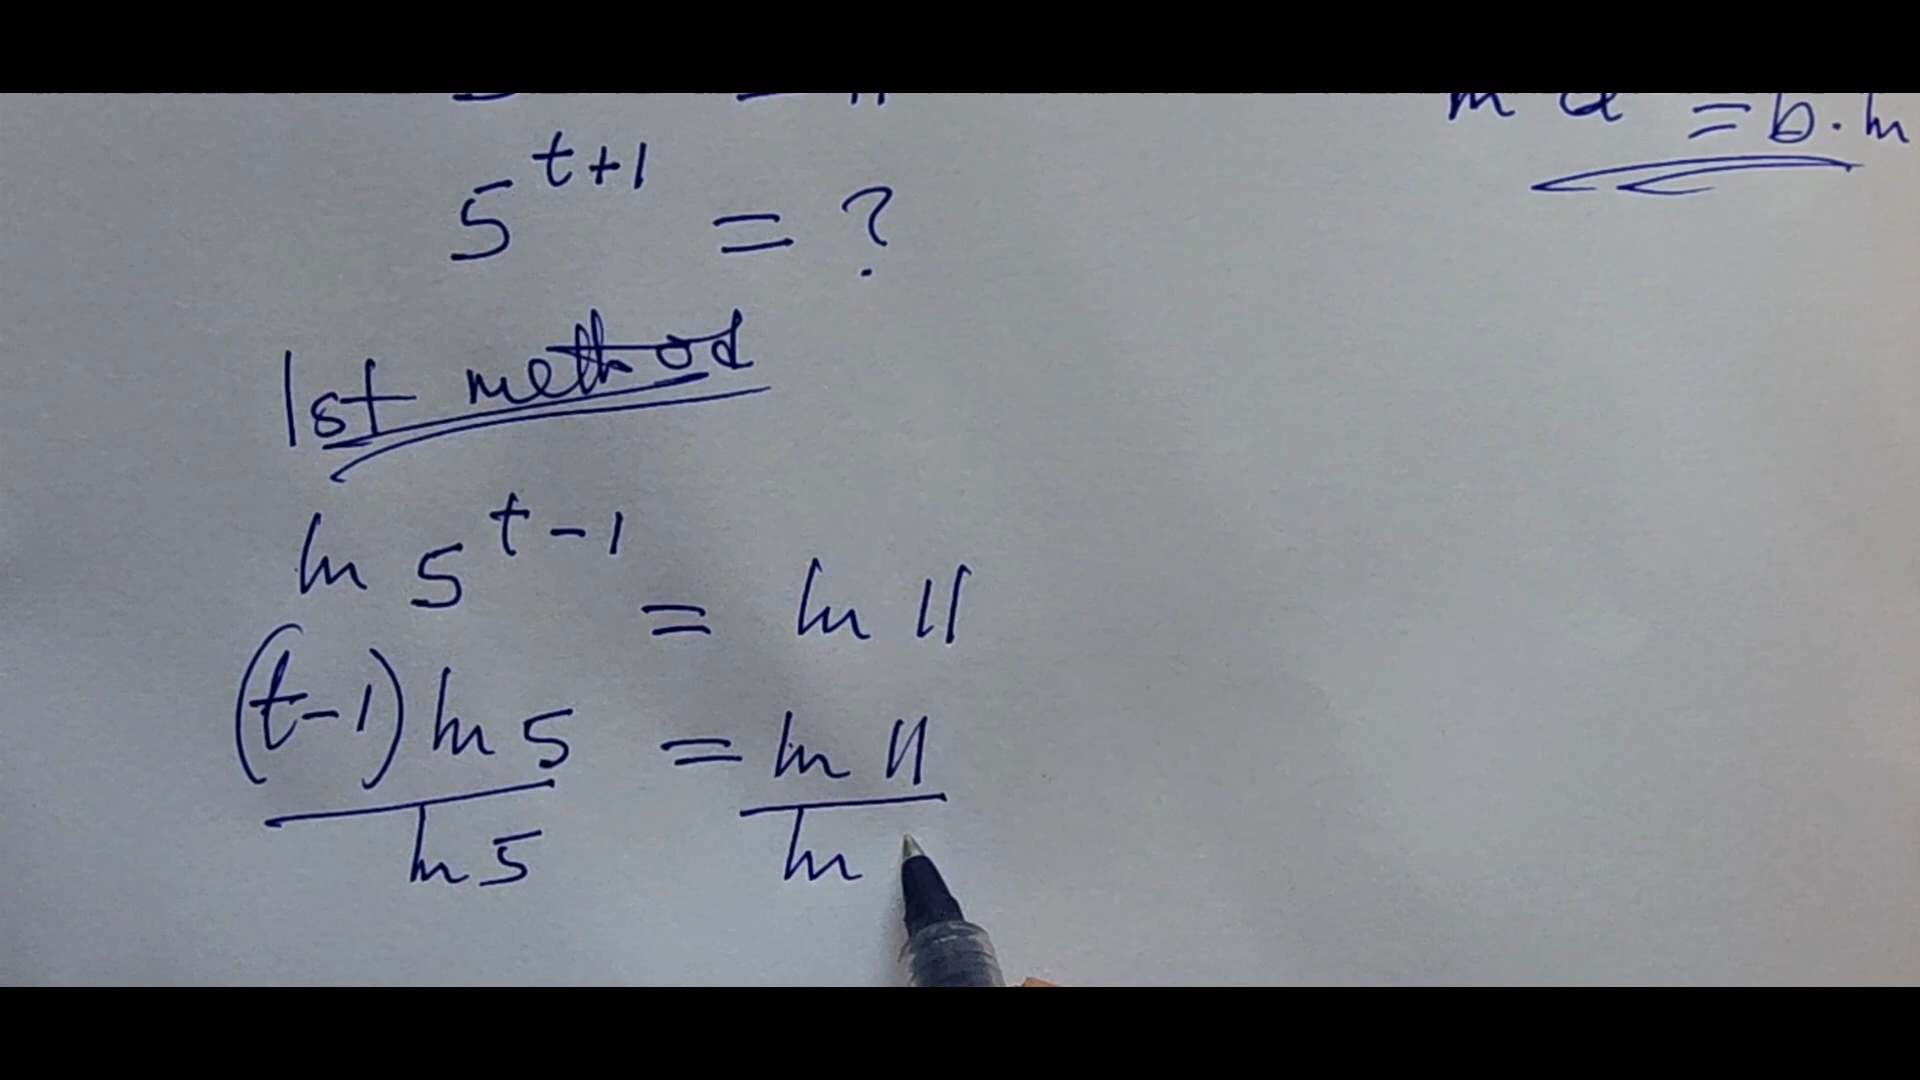 = b.
5^{t+1} = ?
1st method
ln 5^{t-1} = ln 11
(t-1) ln 5 = ln 11
ln 5 ln